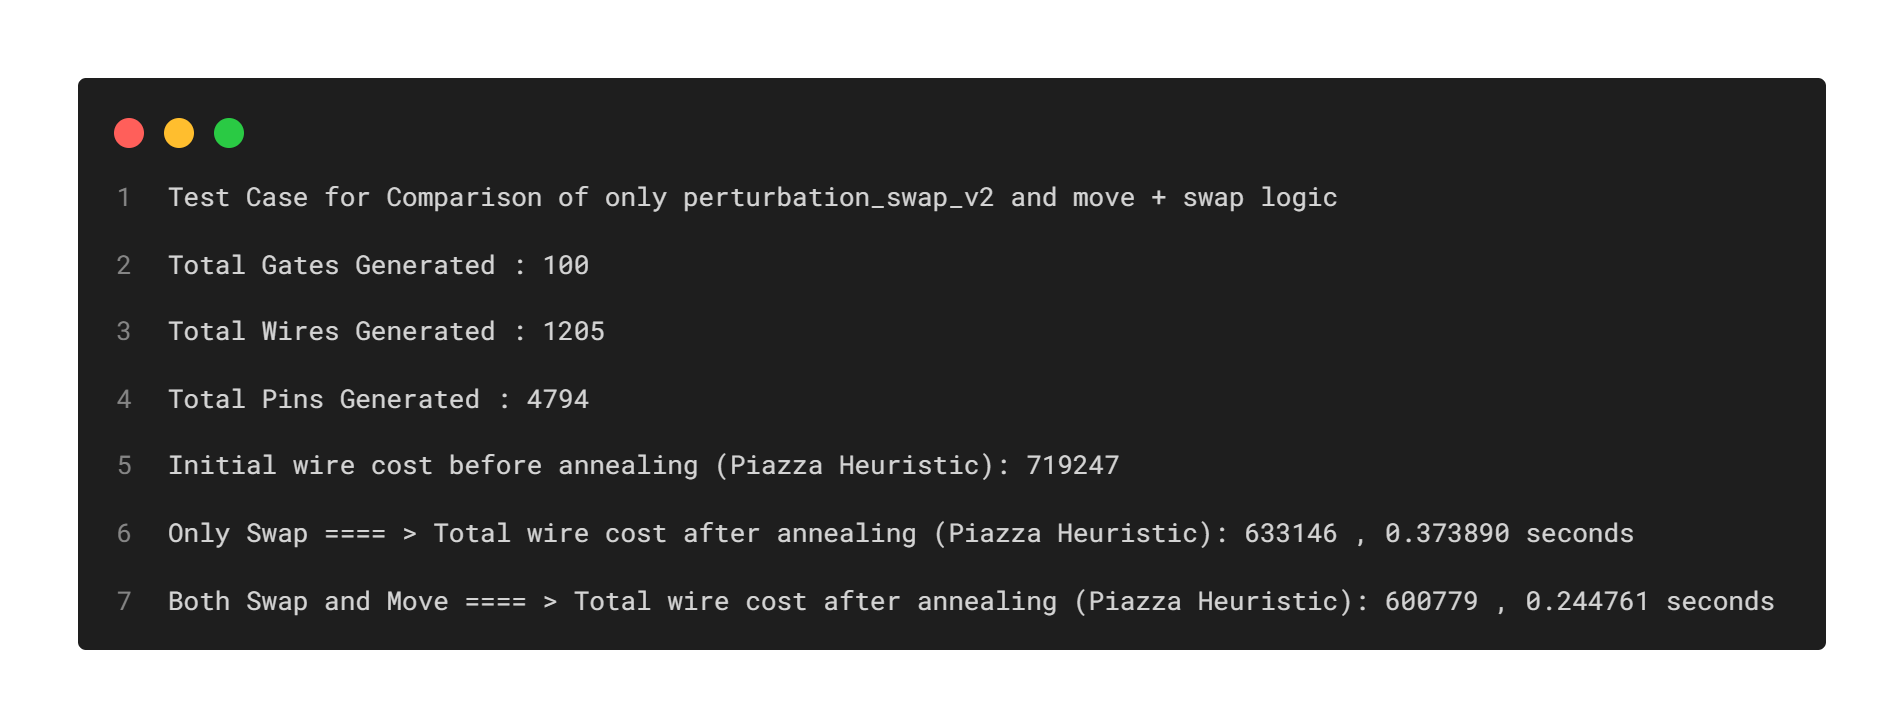 1 Test Case for Comparison of only perturbation_swap_v2 and move + swap logic
2 Total Gates Generated : 100
3 Total Wires Generated : 1205
4 Total Pins Generated : 4794
5 Initial wire cost before annealing (Piazza Heuristic): 719247
6 Only Swap ==== > Total wire cost after annealing (Piazza Heuristic): 633146 , 0.373890 seconds
7 Both Swap and Move ==== > Total wire cost after annealing (Piazza Heuristic): 600779 , 0.244761 seconds